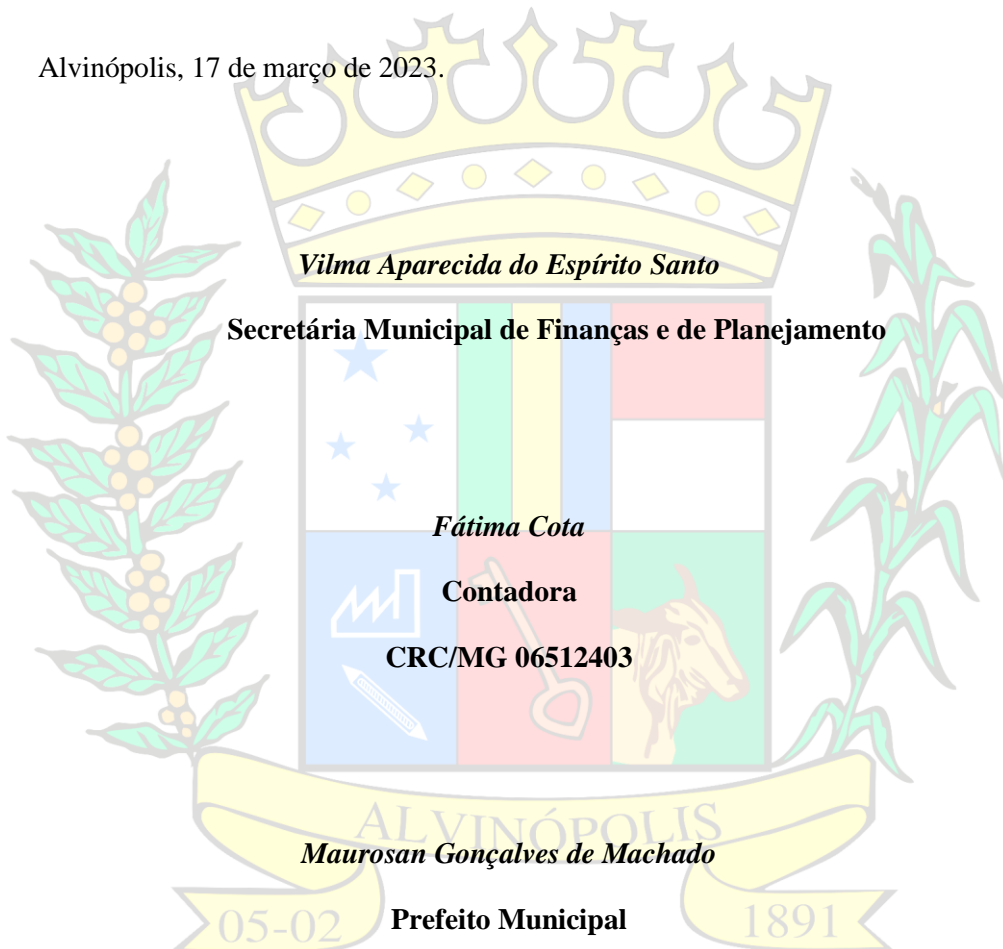 Alvinópolis, 17 de março de 2023.
Vilma Aparecida do Espírito Santo
Secretária Municipal de Finanças e de Planejamento
Fátima Cota
Contadora
CRC/MG 06512403
ALVINÓPOLIS
Maurosan Gonçalves de Machado
05-02
Prefeito Municipal
1891